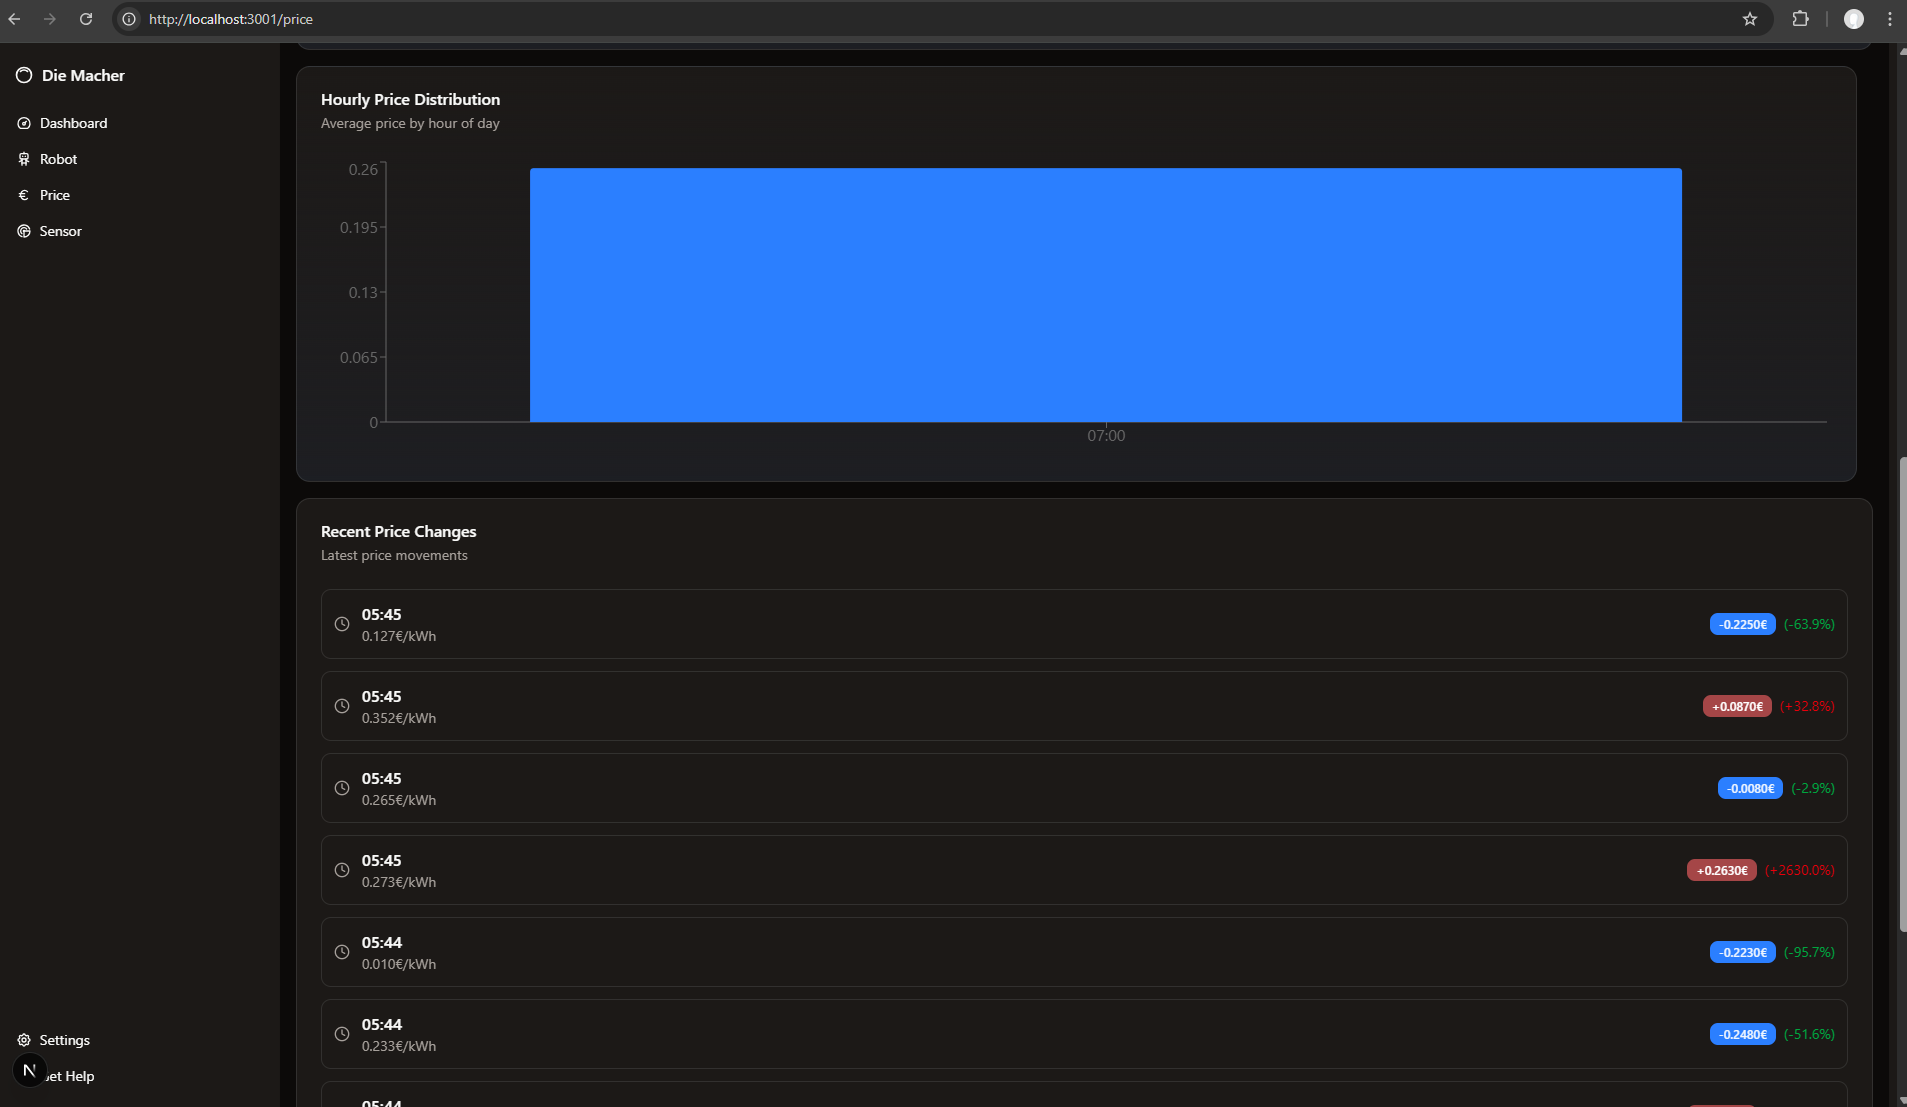 http://localhost:3001/price
Die Macher
Dashboard
Robot
Price
Sensor
Settings
Get Help
N
Hourly Price Distribution
Average price by hour of day
0.26
0.195
0.13
0.065
0
07:00
Recent Price Changes
Latest price movements
05:45
0.127€/kWh
-0.2250€ (-63.9%)
05:45
0.352€/kWh
+0.0870€ (+32.8%)
05:45
0.265€/kWh
-0.0080€ (-2.9%)
05:45
0.273€/kWh
+0.2630€ (+2630.0%)
05:44
0.010€/kWh
-0.2230€ (-95.7%)
05:44
0.233€/kWh
-0.2480€ (-51.6%)
05:44